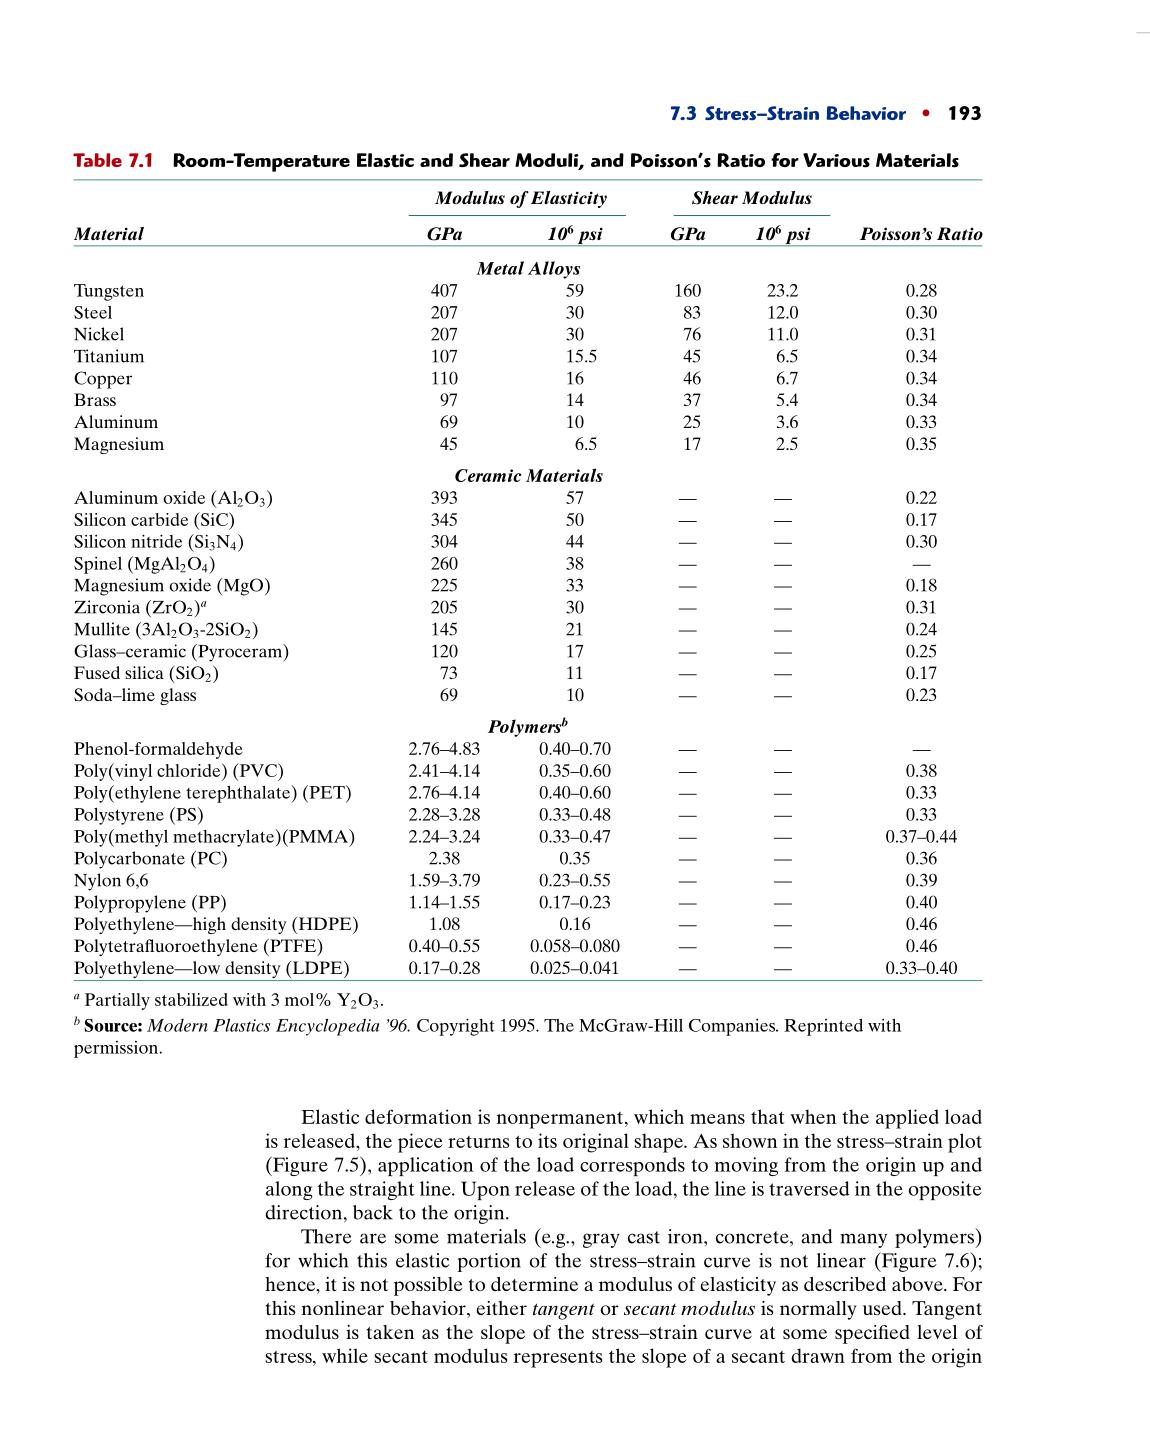 7.3 Stress–Strain Behavior • 193
Table 7.1 Room-Temperature Elastic and Shear Moduli, and Poisson's Ratio for Various Materials
Modulus of Elasticity Shear Modulus
Material GPa 10⁶ psi GPa 10⁶ psi Poisson's Ratio
Metal Alloys
Tungsten 407 59 160 23.2 0.28
Steel 207 30 83 12.0 0.30
Nickel 207 30 76 11.0 0.31
Titanium 107 15.5 45 6.5 0.34
Copper 110 16 46 6.7 0.34
Brass 97 14 37 5.4 0.34
Aluminum 69 10 25 3.6 0.33
Magnesium 45 6.5 17 2.5 0.35
Ceramic Materials
Aluminum oxide (Al₂O₃) 393 57 — — 0.22
Silicon carbide (SiC) 345 50 — — 0.17
Silicon nitride (Si₃N₄) 304 44 — — 0.30
Spinel (MgAl₂O₄) 260 38 — — —
Magnesium oxide (MgO) 225 33 — — 0.18
Zirconia (ZrO₂)ᵃ 205 30 — — 0.31
Mullite (3Al₂O₃-2SiO₂) 145 21 — — 0.24
Glass–ceramic (Pyroceram) 120 17 — — 0.25
Fused silica (SiO₂) 73 11 — — 0.17
Soda–lime glass 69 10 — — 0.23
Polymersᵇ
Phenol-formaldehyde 2.76–4.83 0.40–0.70 — — —
Poly(vinyl chloride) (PVC) 2.41–4.14 0.35–0.60 — — 0.38
Poly(ethylene terephthalate) (PET) 2.76–4.14 0.40–0.60 — — 0.33
Polystyrene (PS) 2.28–3.28 0.33–0.48 — — 0.33
Poly(methyl methacrylate)(PMMA) 2.24–3.24 0.33–0.47 — — 0.37–0.44
Polycarbonate (PC) 2.38 0.35 — — 0.36
Nylon 6,6 1.59–3.79 0.23–0.55 — — 0.39
Polypropylene (PP) 1.14–1.55 0.17–0.23 — — 0.40
Polyethylene—high density (HDPE) 1.08 0.16 — — 0.46
Polytetrafluoroethylene (PTFE) 0.40–0.55 0.058–0.080 — — 0.46
Polyethylene—low density (LDPE) 0.17–0.28 0.025–0.041 — — 0.33–0.40
ᵃ Partially stabilized with 3 mol% Y₂O₃.
ᵇ Source: Modern Plastics Encyclopedia '96. Copyright 1995. The McGraw-Hill Companies. Reprinted with
permission.
Elastic deformation is nonpermanent, which means that when the applied load
is released, the piece returns to its original shape. As shown in the stress–strain plot
(Figure 7.5), application of the load corresponds to moving from the origin up and
along the straight line. Upon release of the load, the line is traversed in the opposite
direction, back to the origin.
There are some materials (e.g., gray cast iron, concrete, and many polymers)
for which this elastic portion of the stress–strain curve is not linear (Figure 7.6);
hence, it is not possible to determine a modulus of elasticity as described above. For
this nonlinear behavior, either tangent or secant modulus is normally used. Tangent
modulus is taken as the slope of the stress–strain curve at some specified level of
stress, while secant modulus represents the slope of a secant drawn from the origin